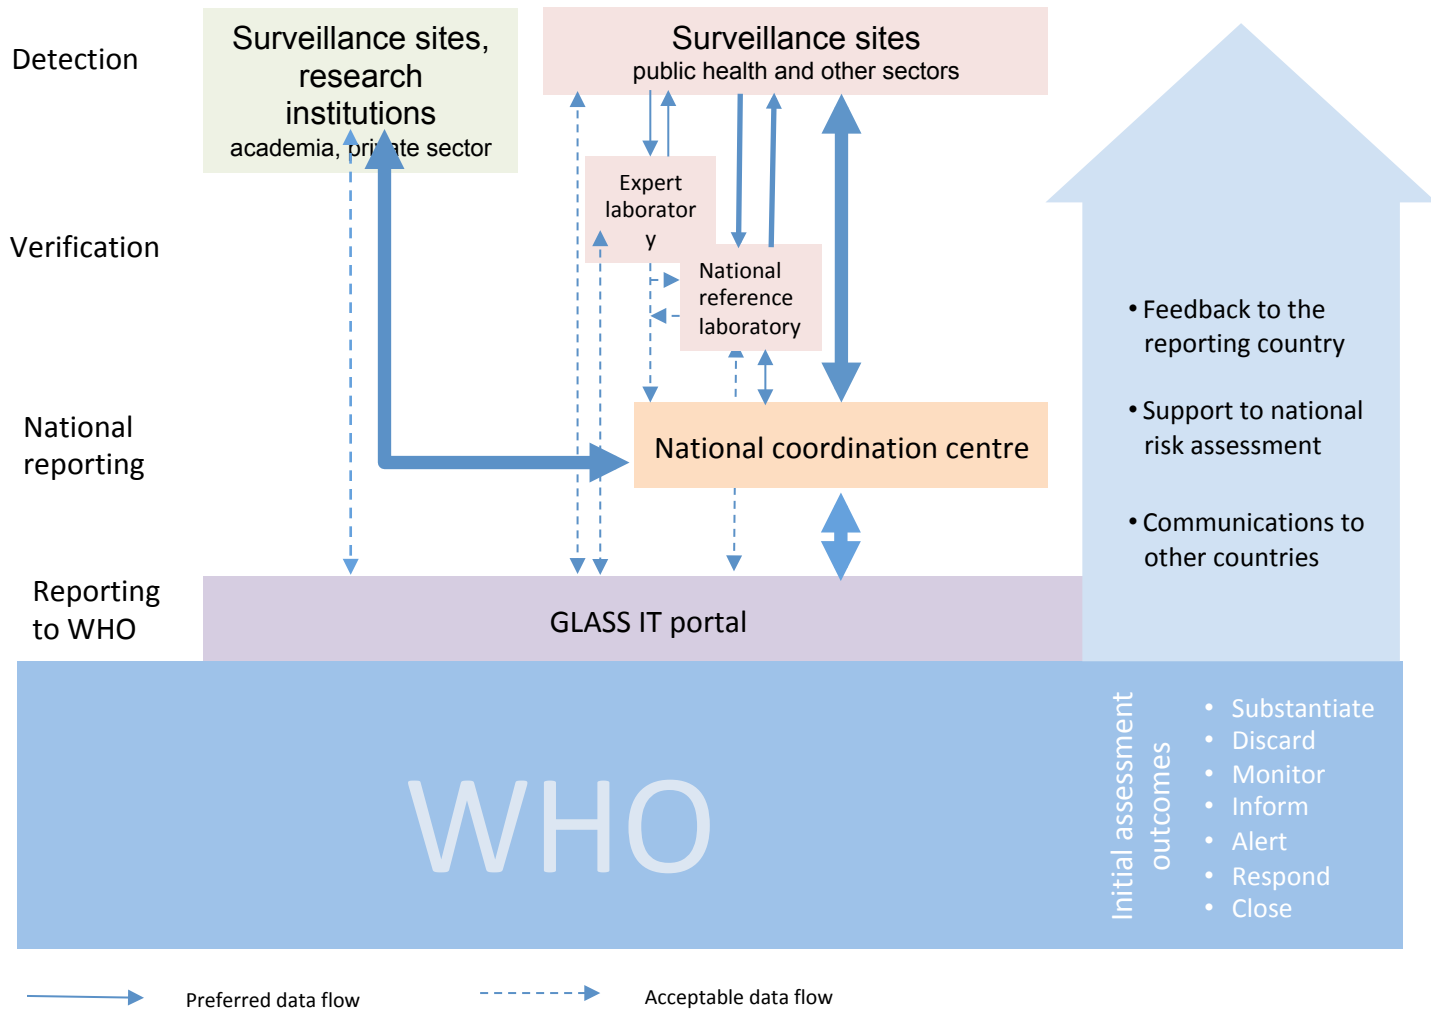 Detection
Surveillance sites,
research
institutions
academia, private sector
Surveillance sites
public health and other sectors
Verification
Expert
laborator
y
National
reference
laboratory
National
reporting
National coordination centre
Reporting
to WHO
GLASS IT portal
• Feedback to the
reporting country
• Support to national
risk assessment
• Communications to
other countries
WHO
Initial assessment
outcomes
• Substantiate
• Discard
• Monitor
• Inform
• Alert
• Respond
• Close
Preferred data flow
Acceptable data flow